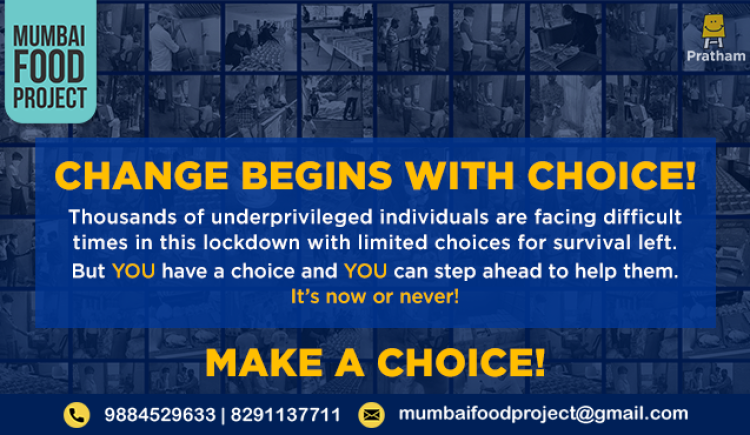 MUMBAI
FOOD
PROJECT
Pratham
CHANGE BEGINS WITH CHOICE!
Thousands of underprivileged individuals are facing difficult
times in this lockdown with limited choices for survival left.
But YOU have a choice and YOU can step ahead to help them.
It's now or never!
MAKE A CHOICE!
9884529633 | 8291137711 mumbaifoodproject@gmail.com